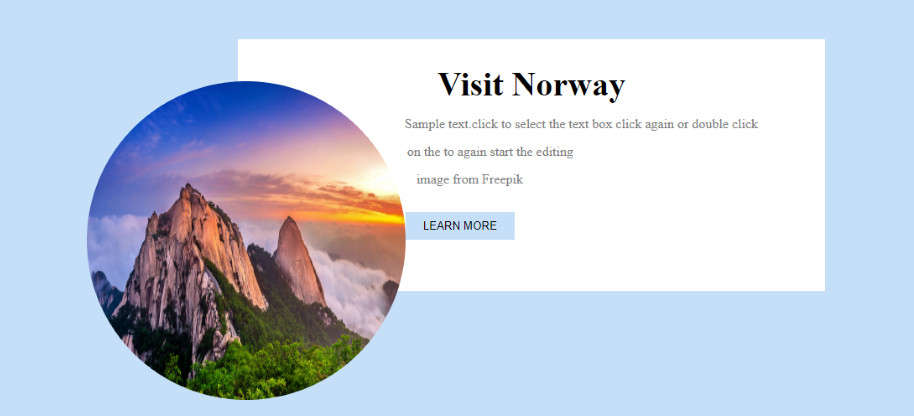 Visit Norway
Sample text.click to select the text box click again or double click
on the to again start the editing
image from Freepik
LEARN MORE